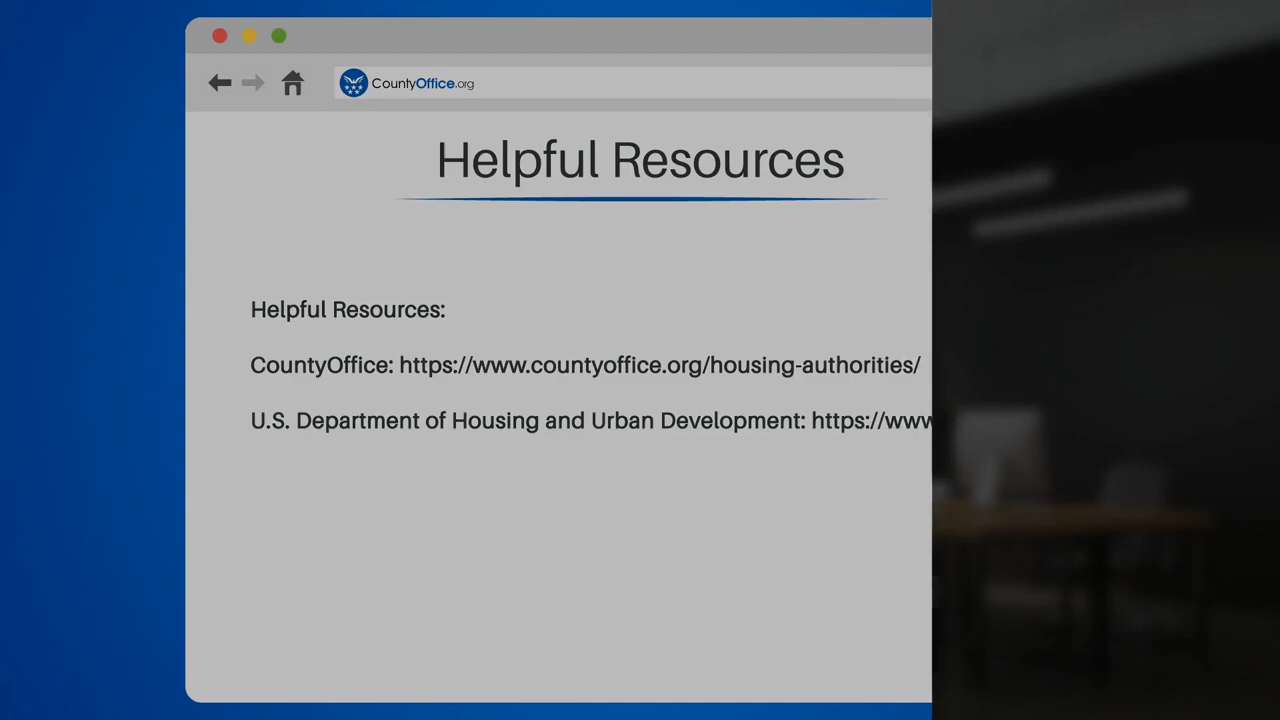 CountyOffice.org
Helpful Resources
Helpful Resources:
CountyOffice: https://www.countyoffice.org/housing-authorities/
U.S. Department of Housing and Urban Development: https://www